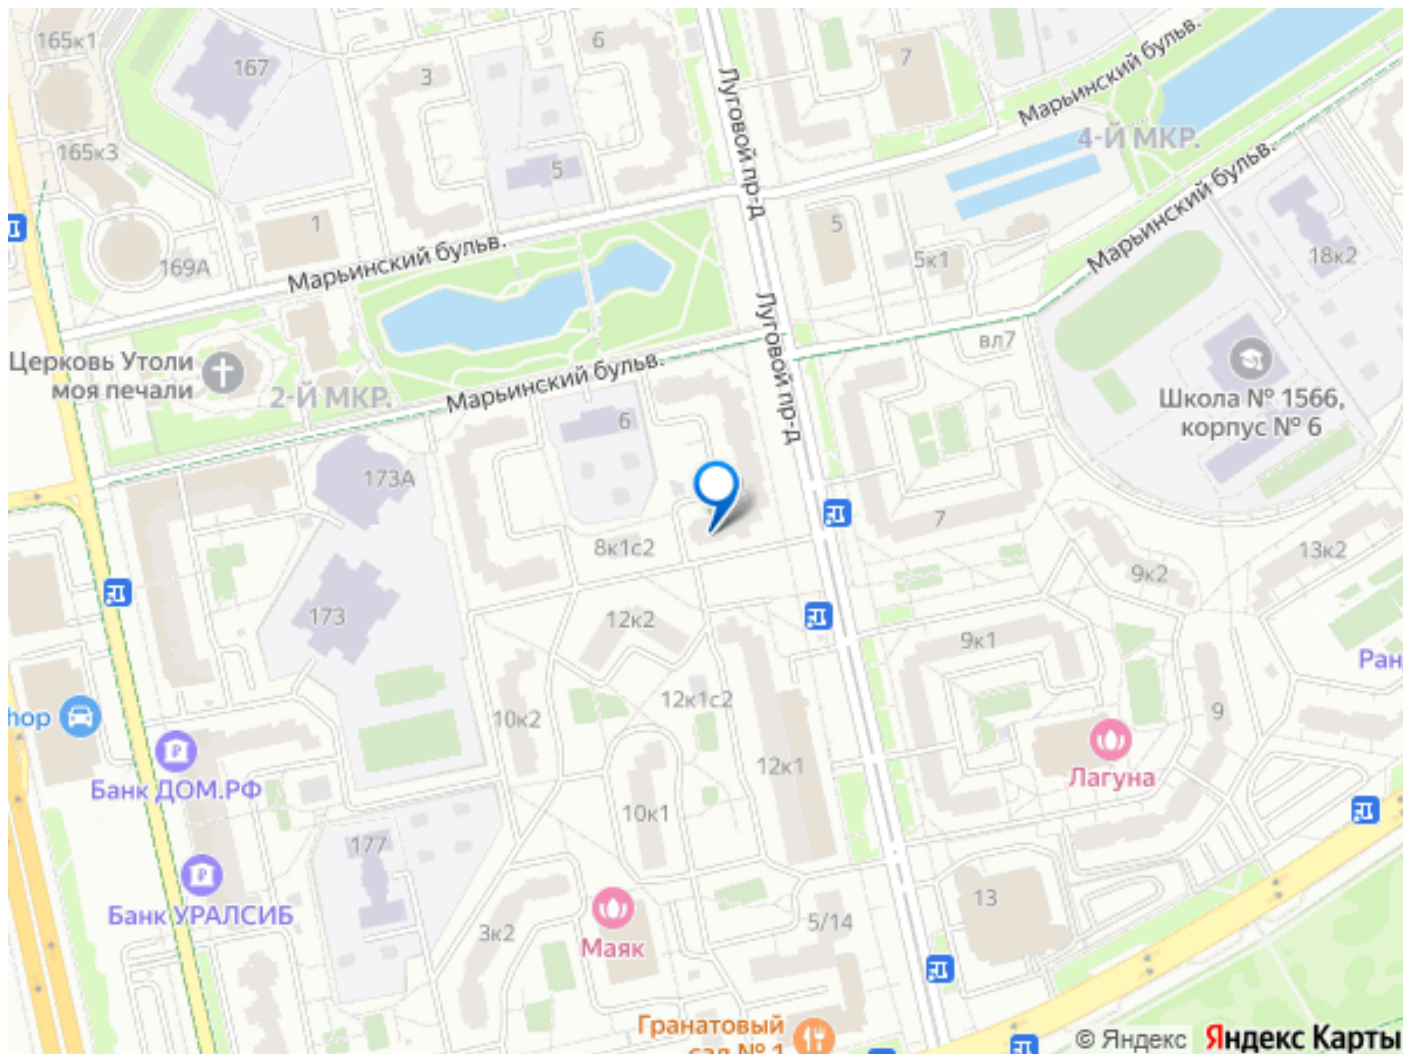 165к1
167
6
3
7
Луговой пр-д
Марьинский бульв.
4-Й МКР.
165к3
5
1
169А
Марьинский бульв.
5
5к1
Марьинский бульв.
18к2
Луговой пр-д
вл7
Церковь Утоли
моя печали
2-Й МКР.
Марьинский бульв.
6
Школа № 1566,
корпус № 6
173А
7
8к1с2
13к2
9к2
173
12к2
9к1
Ран
12к1с2
10к2
9
hop
Банк ДОМ.РФ
12к1
Лагуна
10к1
177
Банк УРАЛСИБ
3к2
Маяк
5/14
13
Гранатовый
сад № 1
© Яндекс Яндекс Карты